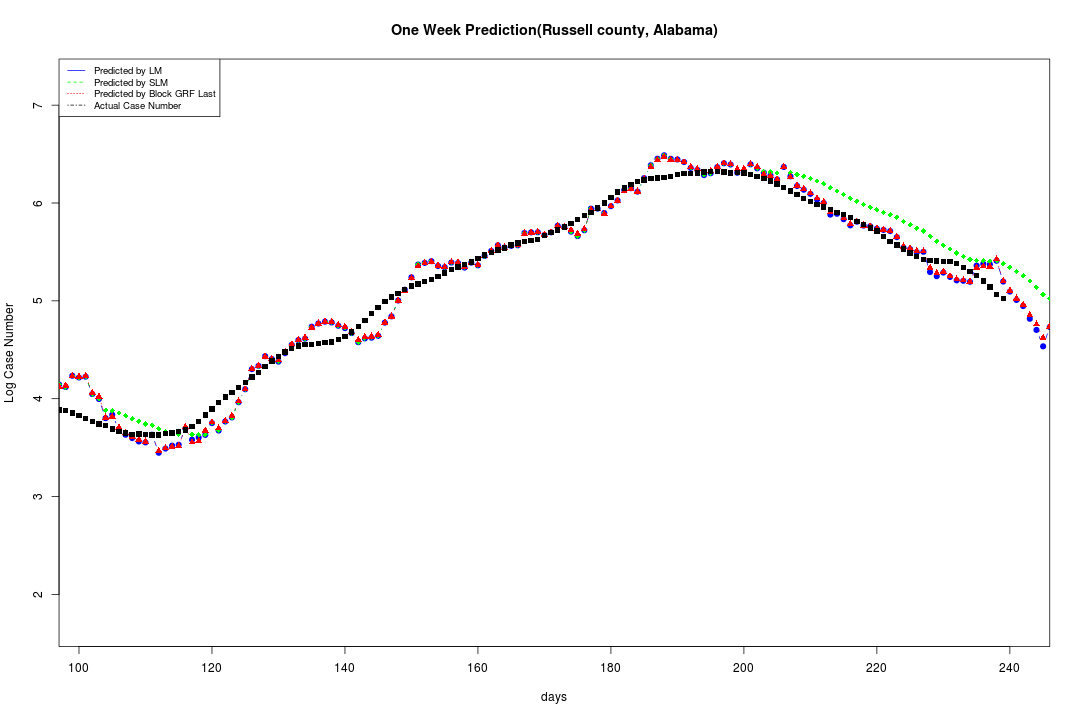 One Week Prediction(Russell county, Alabama)
Predicted by LM
Predicted by SLM
Predicted by Block GRF Last
Actual Case Number
7
6
5
4
3
2
Log Case Number
100 120 140 160 180 200 220 240
days